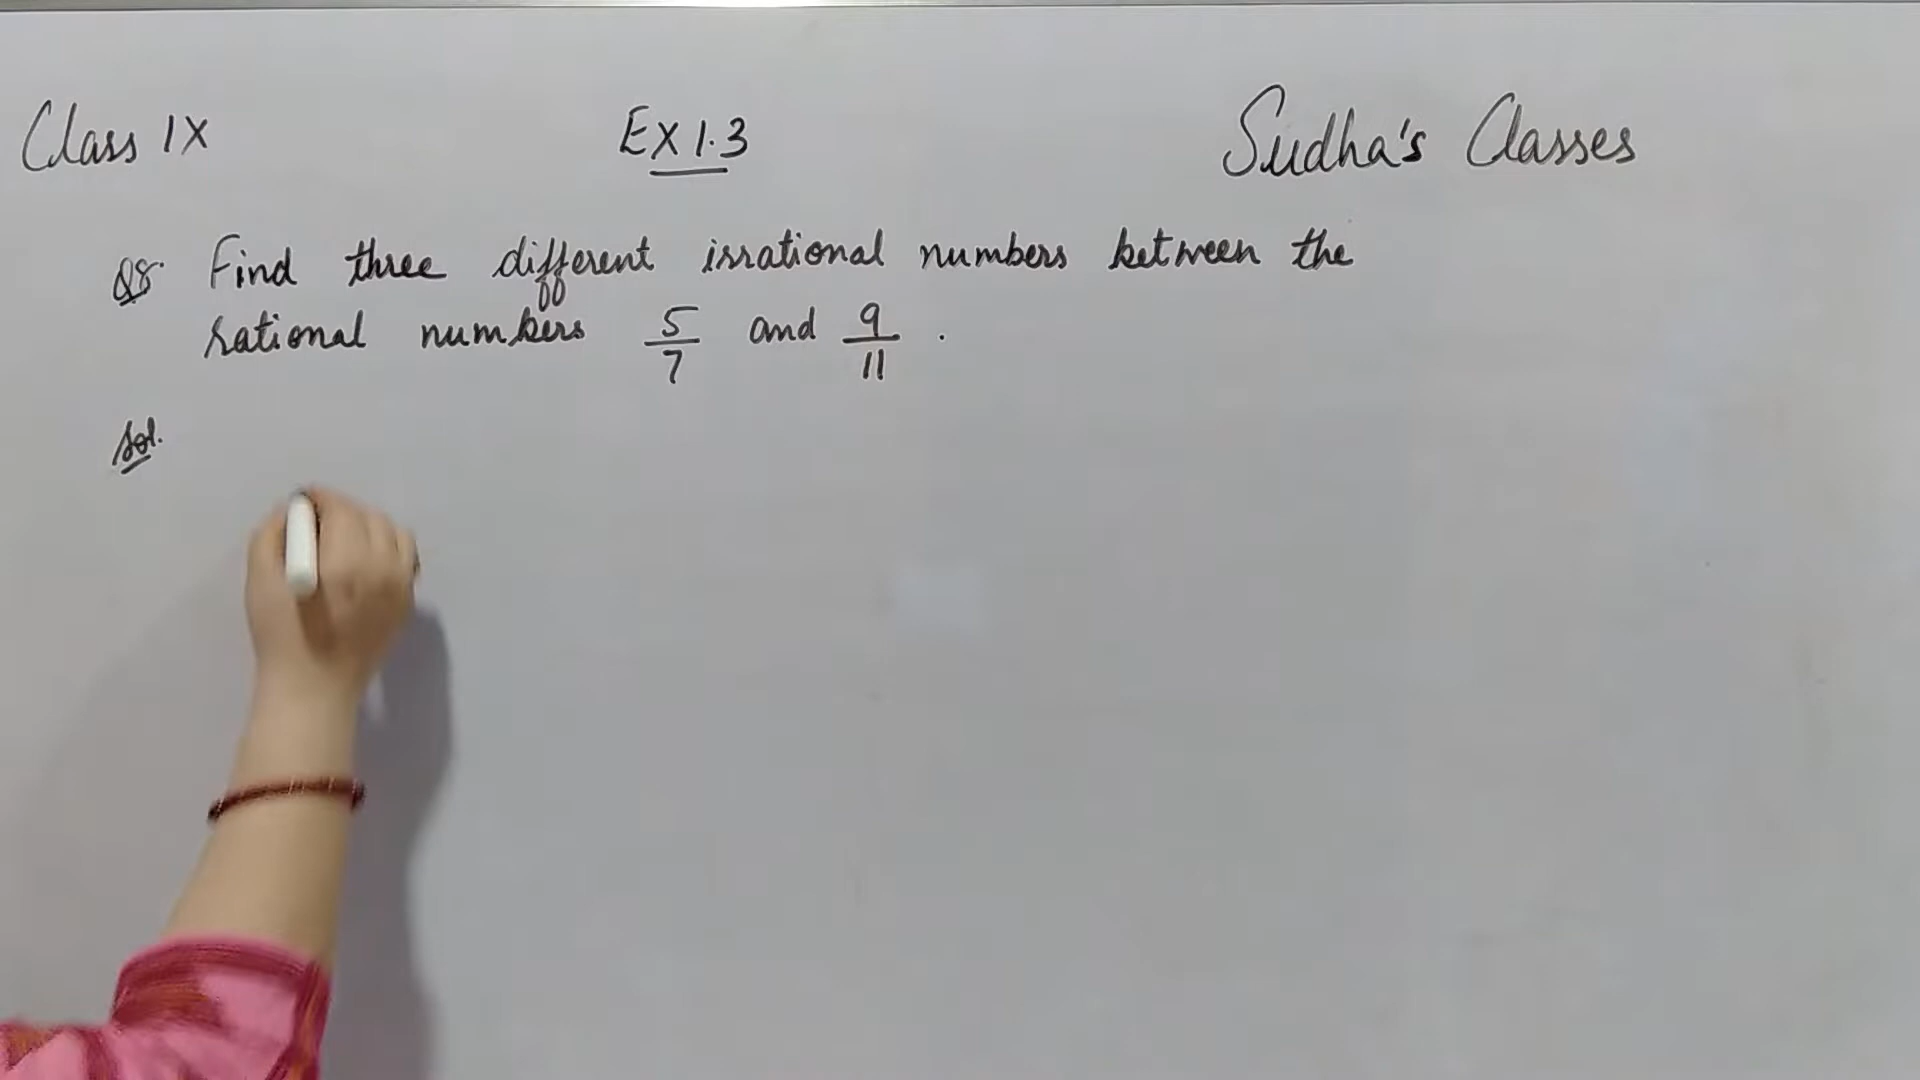 Class IX Ex 1.3 Sudha's Classes
Q8. Find three different irrational numbers between the
rational numbers 5/7 and 9/11 .
Sol.